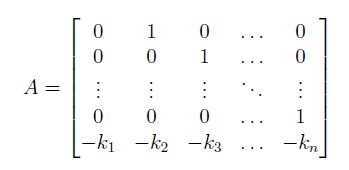 0 1 0 … 0
0 0 1 … 0
A = ⋮ ⋮ ⋮ ⋱ ⋮
0 0 0 … 1
−k₁ −k₂ −k₃ … −kₙ